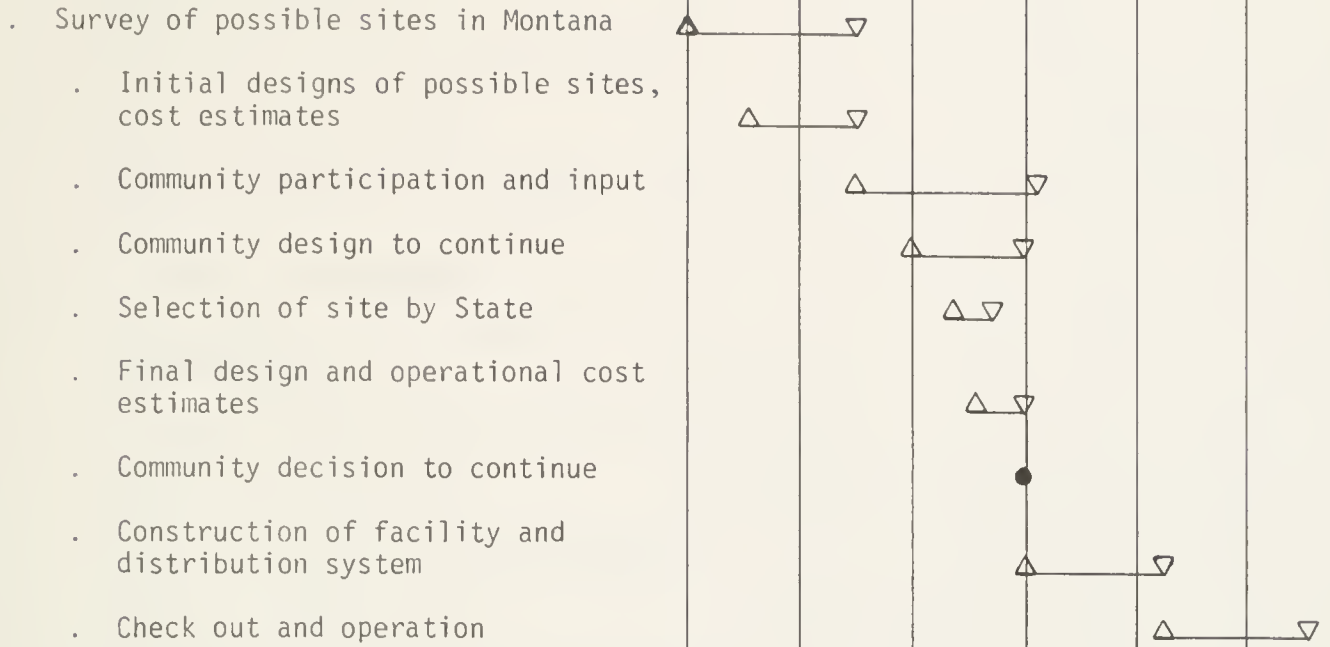 . Survey of possible sites in Montana
. Initial designs of possible sites,
cost estimates
. Community participation and input
. Community design to continue
. Selection of site by State
. Final design and operational cost
estimates
. Community decision to continue
. Construction of facility and
distribution system
. Check out and operation